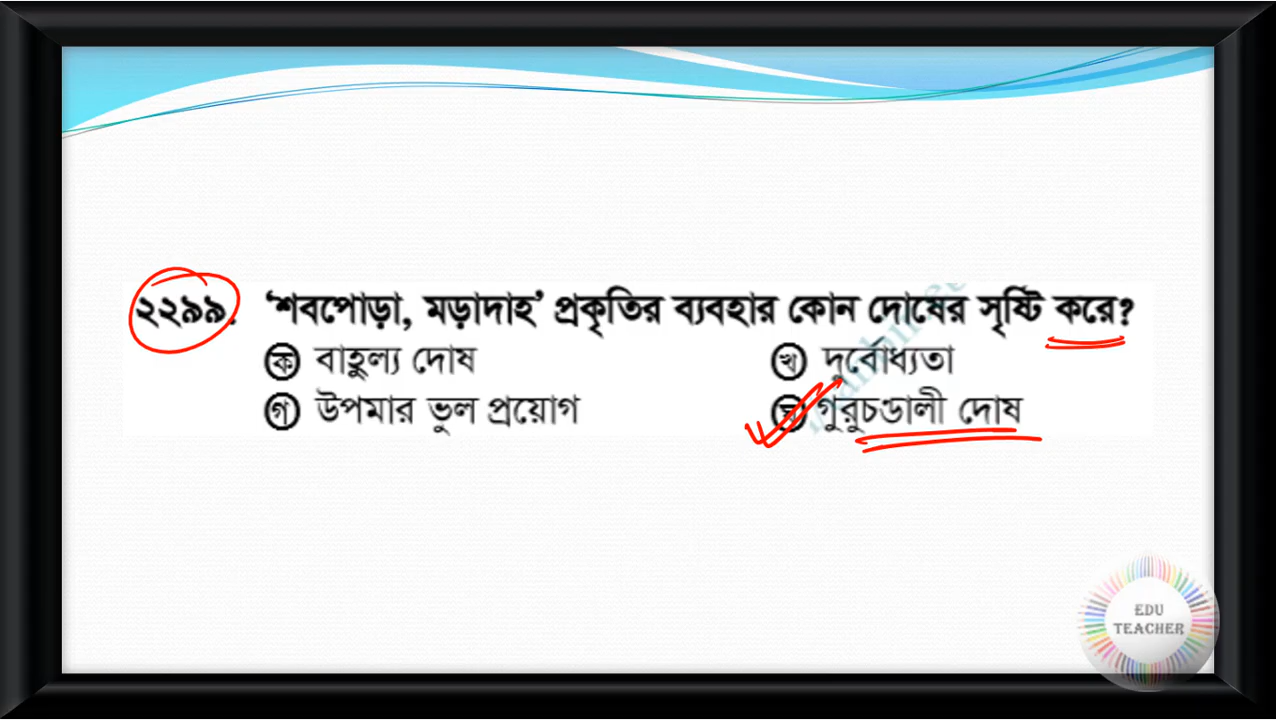 ২২৯৯. ‘শবপোড়া, মড়াদাহ’ প্রকৃতির ব্যবহার কোন দোষের সৃষ্টি করে?
ক বাহুল্য দোষ খ দুর্বোধ্যতা
গ উপমার ভুল প্রয়োগ ঘ গুরুচণ্ডালী দোষ
EDU
TEACHER